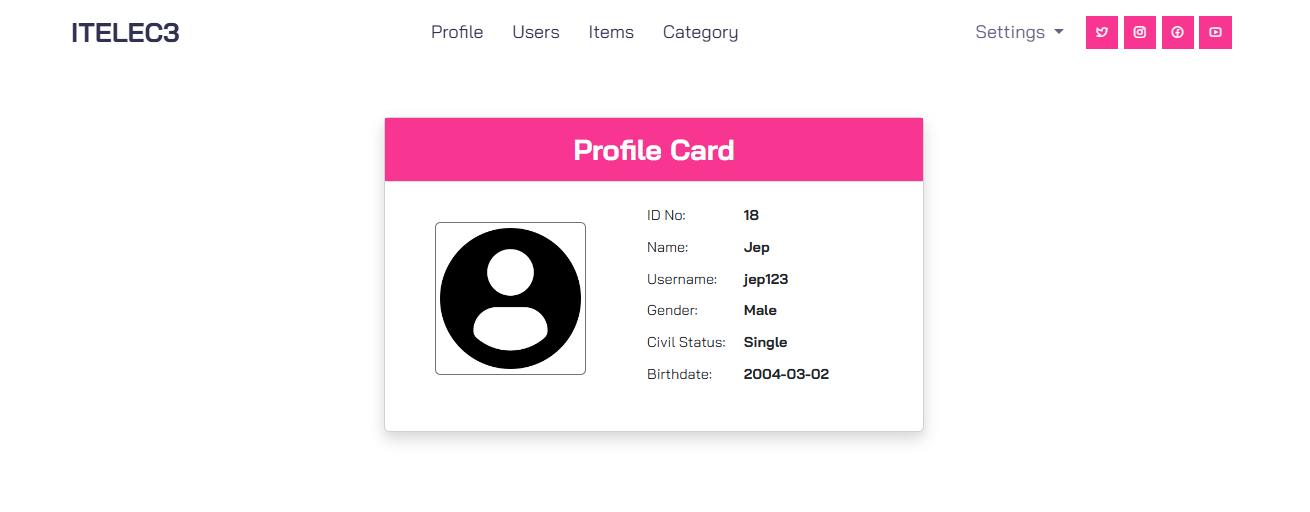 ITELEC3 Profile Users Items Category Settings
Profile Card
ID No: 18
Name: Jep
Username: jep123
Gender: Male
Civil Status: Single
Birthdate: 2004-03-02